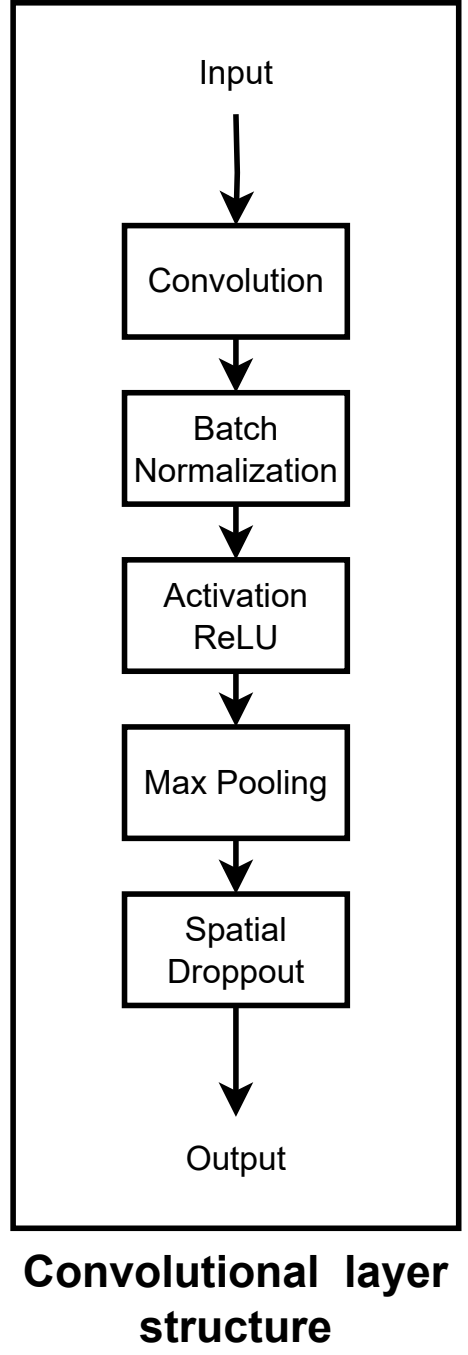 Input
Convolution
Batch
Normalization
Activation
ReLU
Max Pooling
Spatial
Droppout
Output
Convolutional layer
structure